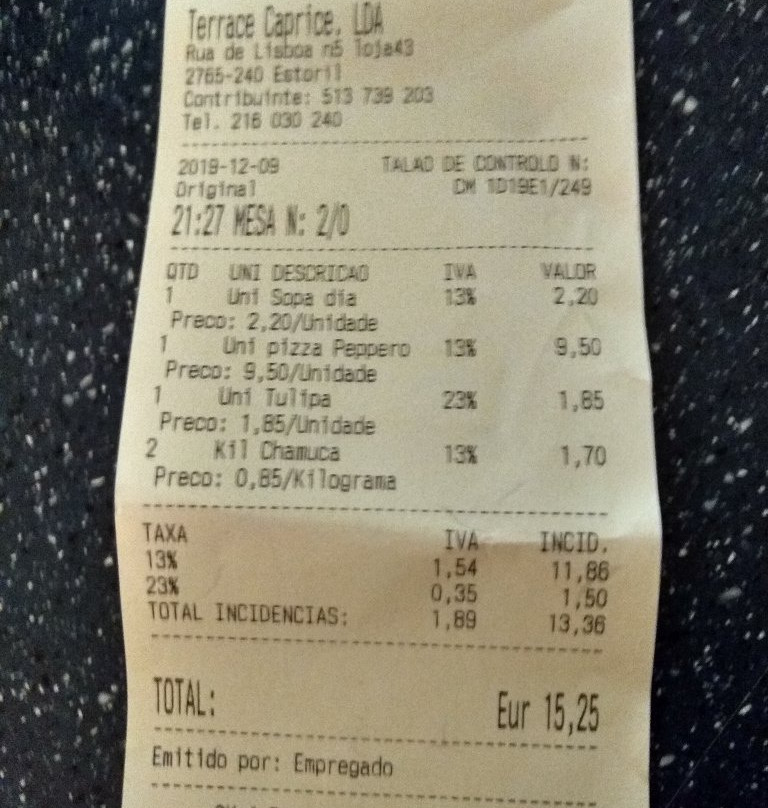 Terrace Caprice, LDA
Rua de Lisboa n5 loja43
2765-240 Estoril
Contribuinte: 513 739 203
Tel. 216 030 240
2019-12-09 TALAO DE CONTROLO N:
Original CM 1D19E1/249
21:27 MESA N: 2/0
QTD UNI DESCRICAO IVA VALOR
1 Uni Sopa dia 13% 2,20
Preco: 2,20/Unidade
1 Uni pizza Peppero 13% 9,50
Preco: 9,50/Unidade
1 Uni Tulipa 23% 1,85
Preco: 1,85/Unidade
2 Kil Chamuca 13% 1,70
Preco: 0,85/Kilograma
TAXA IVA INCID.
13% 1,54 11,86
23% 0,35 1,50
TOTAL INCIDENCIAS: 1,89 13,36
TOTAL: Eur 15,25
Emitido por: Empregado